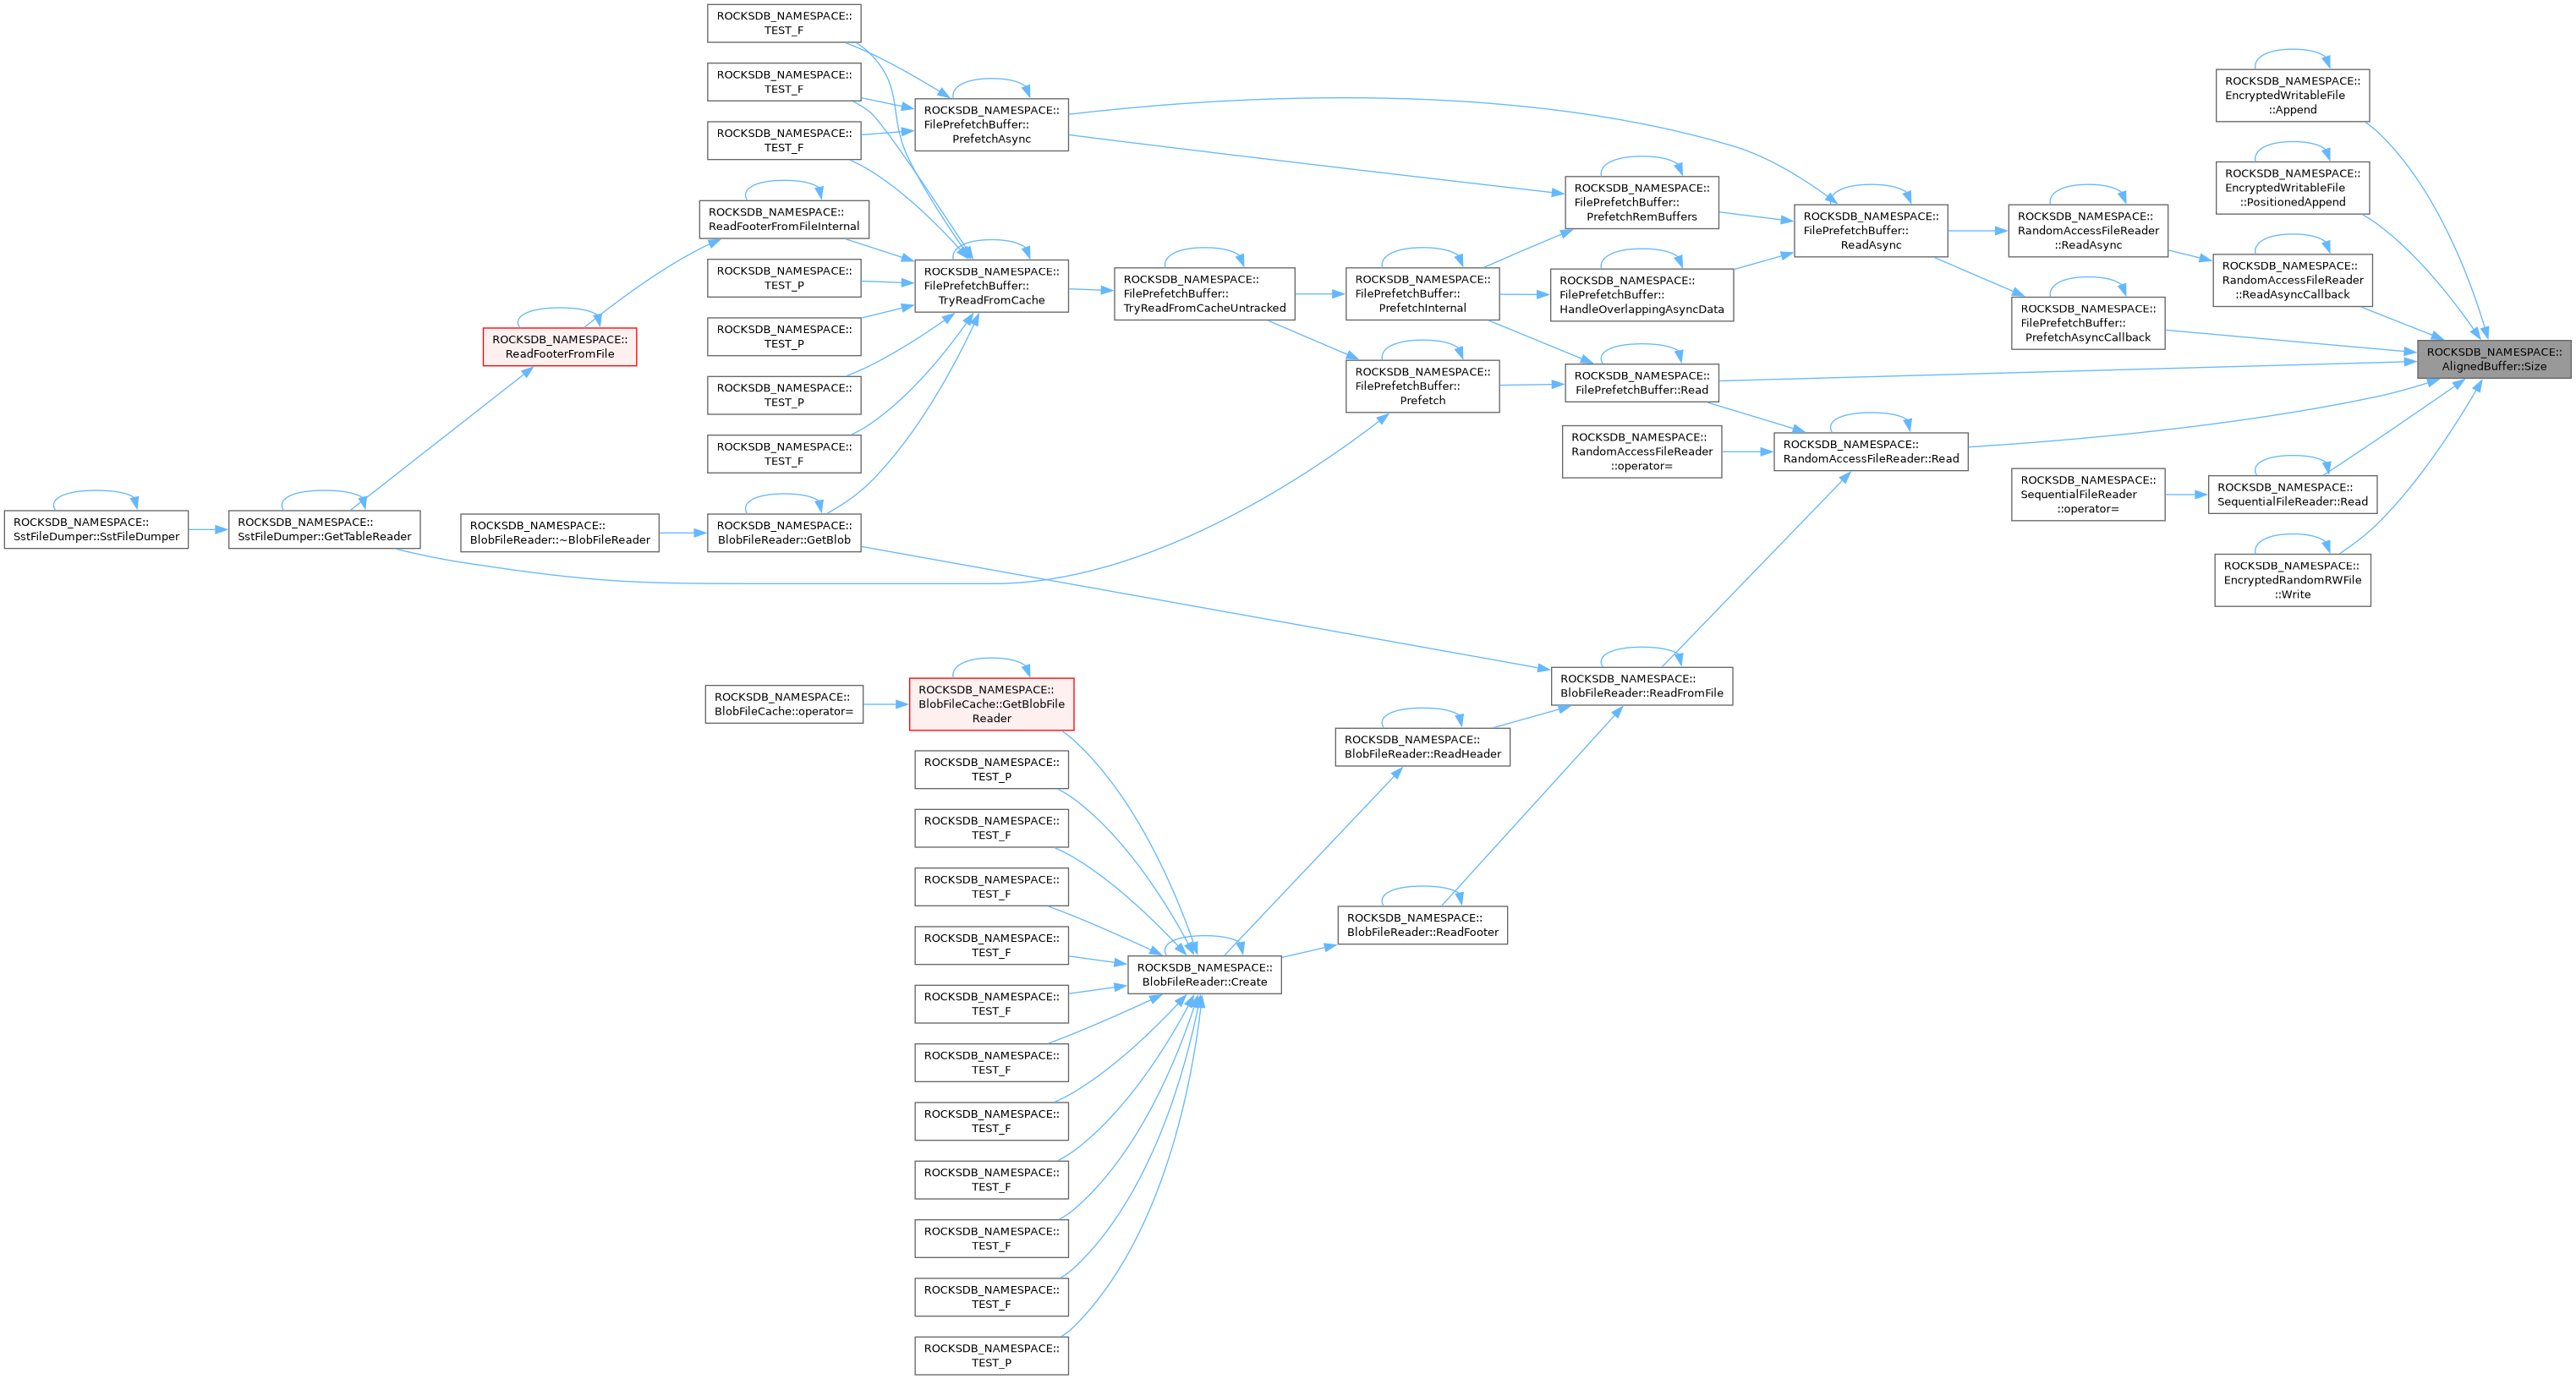 ROCKSDB_NAMESPACE::
TEST_F
ROCKSDB_NAMESPACE::
TEST_F
ROCKSDB_NAMESPACE::
TEST_F
ROCKSDB_NAMESPACE::
ReadFooterFromFileInternal
ROCKSDB_NAMESPACE::
TEST_P
ROCKSDB_NAMESPACE::
TEST_P
ROCKSDB_NAMESPACE::
TEST_P
ROCKSDB_NAMESPACE::
TEST_F
ROCKSDB_NAMESPACE::
BlobFileReader::GetBlob
ROCKSDB_NAMESPACE::
BlobFileReader::~BlobFileReader
ROCKSDB_NAMESPACE::
ReadFooterFromFile
ROCKSDB_NAMESPACE::
SstFileDumper::GetTableReader
ROCKSDB_NAMESPACE::
SstFileDumper::SstFileDumper
ROCKSDB_NAMESPACE::
FilePrefetchBuffer::
PrefetchAsync
ROCKSDB_NAMESPACE::
FilePrefetchBuffer::
TryReadFromCache
ROCKSDB_NAMESPACE::
FilePrefetchBuffer::
TryReadFromCacheUntracked
ROCKSDB_NAMESPACE::
FilePrefetchBuffer::
PrefetchInternal
ROCKSDB_NAMESPACE::
FilePrefetchBuffer::
Prefetch
ROCKSDB_NAMESPACE::
FilePrefetchBuffer::
PrefetchRemBuffers
ROCKSDB_NAMESPACE::
FilePrefetchBuffer::
HandleOverlappingAsyncData
ROCKSDB_NAMESPACE::
FilePrefetchBuffer::Read
ROCKSDB_NAMESPACE::
RandomAccessFileReader
::operator=
ROCKSDB_NAMESPACE::
FilePrefetchBuffer::
ReadAsync
ROCKSDB_NAMESPACE::
RandomAccessFileReader::Read
ROCKSDB_NAMESPACE::
RandomAccessFileReader
::ReadAsync
ROCKSDB_NAMESPACE::
FilePrefetchBuffer::
PrefetchAsyncCallback
ROCKSDB_NAMESPACE::
SequentialFileReader
::operator=
ROCKSDB_NAMESPACE::
EncryptedWritableFile
::Append
ROCKSDB_NAMESPACE::
EncryptedWritableFile
::PositionedAppend
ROCKSDB_NAMESPACE::
RandomAccessFileReader
::ReadAsyncCallback
ROCKSDB_NAMESPACE::
AlignedBuffer::Size
ROCKSDB_NAMESPACE::
SequentialFileReader::Read
ROCKSDB_NAMESPACE::
EncryptedRandomRWFile
::Write
ROCKSDB_NAMESPACE::
BlobFileReader::ReadFromFile
ROCKSDB_NAMESPACE::
BlobFileReader::ReadHeader
ROCKSDB_NAMESPACE::
BlobFileReader::ReadFooter
ROCKSDB_NAMESPACE::
BlobFileReader::Create
ROCKSDB_NAMESPACE::
BlobFileCache::operator=
ROCKSDB_NAMESPACE::
BlobFileCache::GetBlobFile
Reader
ROCKSDB_NAMESPACE::
TEST_P
ROCKSDB_NAMESPACE::
TEST_F
ROCKSDB_NAMESPACE::
TEST_F
ROCKSDB_NAMESPACE::
TEST_F
ROCKSDB_NAMESPACE::
TEST_F
ROCKSDB_NAMESPACE::
TEST_F
ROCKSDB_NAMESPACE::
TEST_F
ROCKSDB_NAMESPACE::
TEST_F
ROCKSDB_NAMESPACE::
TEST_F
ROCKSDB_NAMESPACE::
TEST_F
ROCKSDB_NAMESPACE::
TEST_P